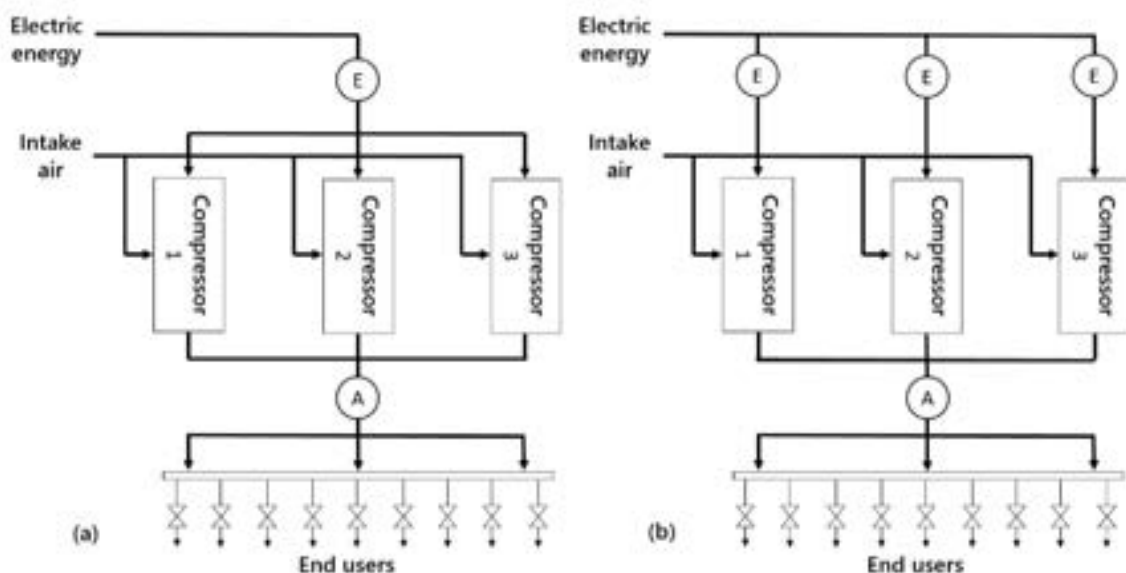 Electric
energy
E
Intake
air
Compressor
1
Compressor
2
Compressor
3
A
(a)
End users
Electric
energy
E
E
E
Intake
air
Compressor
1
Compressor
2
Compressor
3
A
(b)
End users